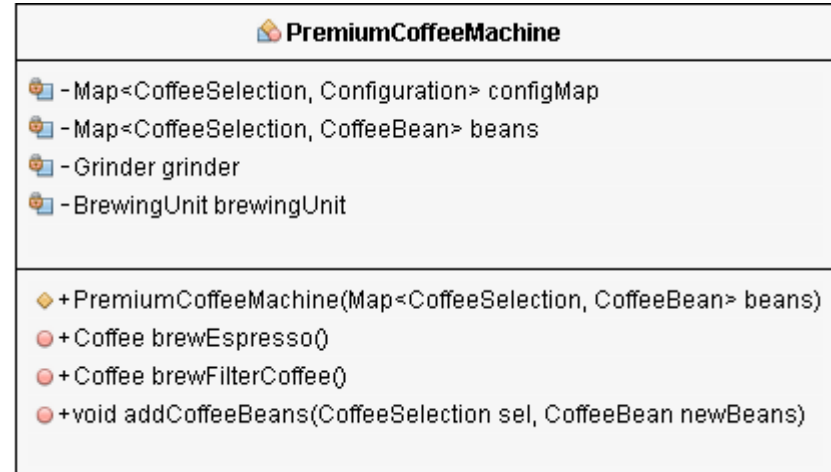 PremiumCoffeeMachine
-Map<CoffeeSelection, Configuration> configMap
-Map<CoffeeSelection, CoffeeBean> beans
-Grinder grinder
-BrewingUnit brewingUnit
+PremiumCoffeeMachine(Map<CoffeeSelection, CoffeeBean> beans)
+Coffee brewEspresso()
+Coffee brewFilterCoffee()
+void addCoffeeBeans(CoffeeSelection sel, CoffeeBean newBeans)